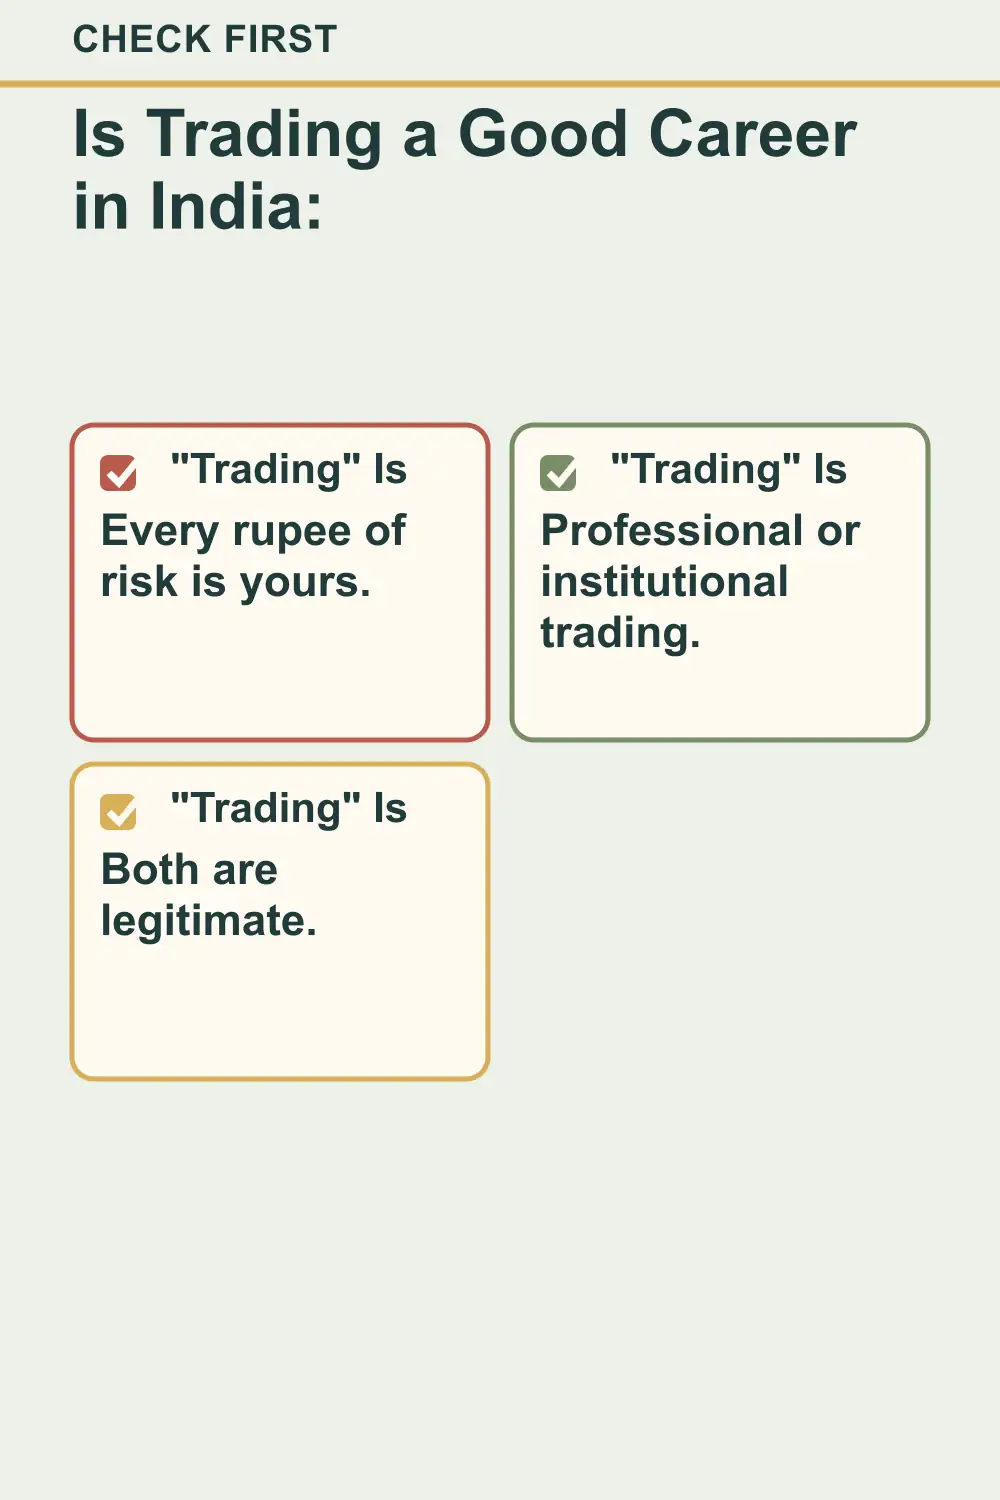 CHECK FIRST
Is Trading a Good Career
in India:
"Trading" Is
Every rupee of
risk is yours.
"Trading" Is
Professional or
institutional
trading.
"Trading" Is
Both are
legitimate.